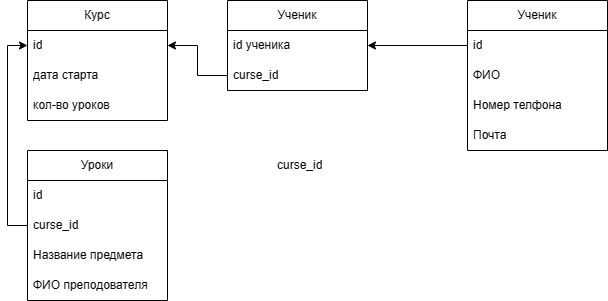 Курс
id
дата старта
кол-во уроков
Ученик
id ученика
curse_id
Ученик
id
ФИО
Номер телфона
Почта
Уроки
id
curse_id
Название предмета
ФИО преподователя
curse_id